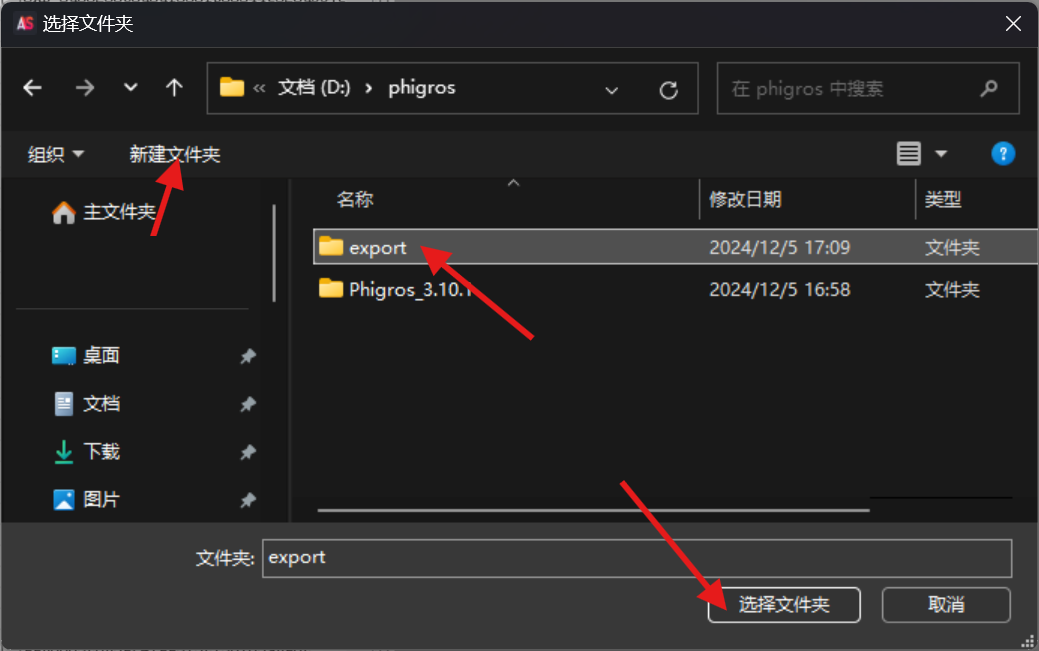 AS 选择文件夹
« 文档 (D:) › phigros
在 phigros 中搜索
组织 新建文件夹
?
主文件夹
桌面
文档
下载
图片
名称 修改日期 类型
export 2024/12/5 17:09 文件夹
Phigros_3.10.1 2024/12/5 16:58 文件夹
文件夹: export
选择文件夹 取消